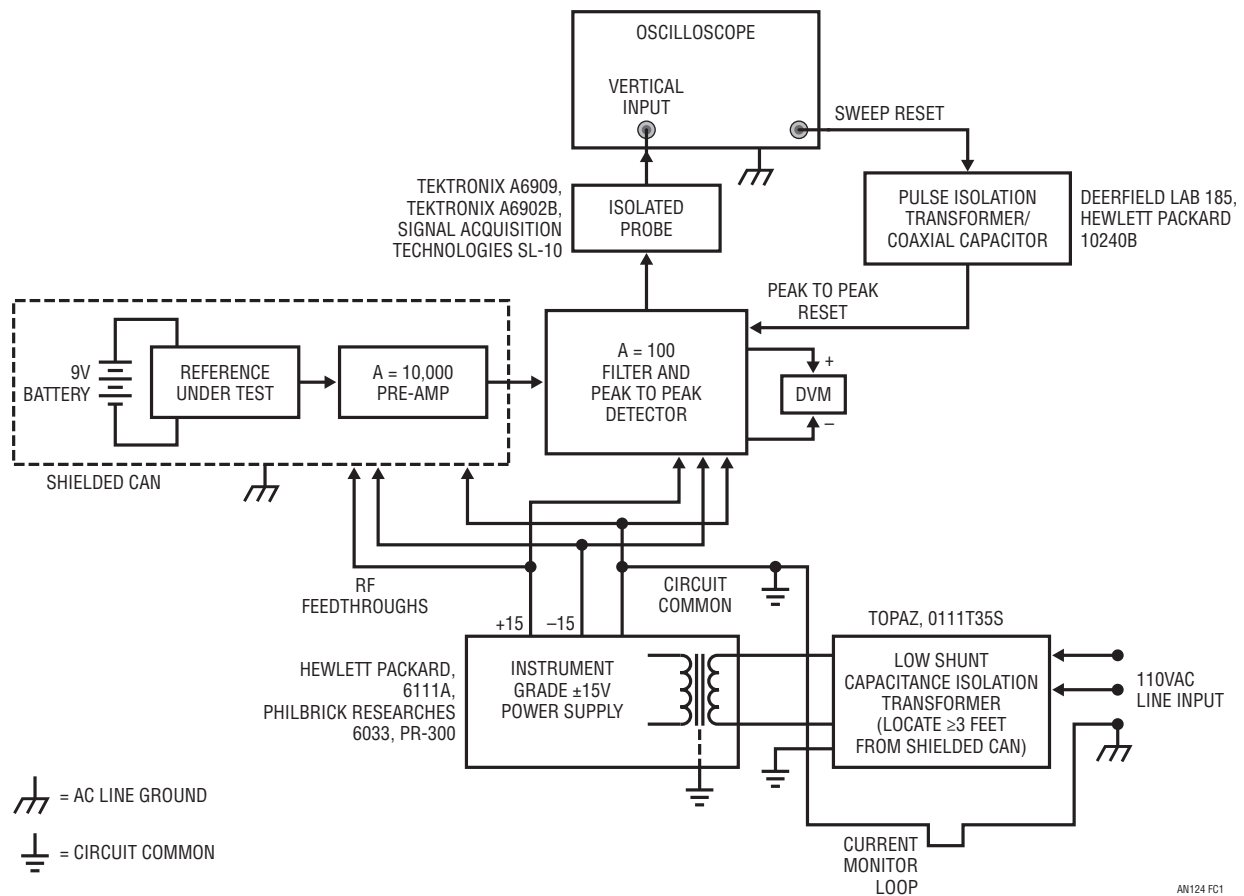 OSCILLOSCOPE
VERTICAL
INPUT
SWEEP RESET
TEKTRONIX A6909,
TEKTRONIX A6902B,
SIGNAL ACQUISITION
TECHNOLOGIES SL-10
ISOLATED
PROBE
PULSE ISOLATION
TRANSFORMER/
COAXIAL CAPACITOR
DEERFIELD LAB 185,
HEWLETT PACKARD
10240B
PEAK TO PEAK
RESET
9V
BATTERY
REFERENCE
UNDER TEST
A = 10,000
PRE-AMP
A = 100
FILTER AND
PEAK TO PEAK
DETECTOR
+
DVM
–
SHIELDED CAN
RF
FEEDTHROUGHS
CIRCUIT
COMMON
+15
–15
TOPAZ, 0111T35S
HEWLETT PACKARD,
6111A,
PHILBRICK RESEARCHES
6033, PR-300
INSTRUMENT
GRADE ±15V
POWER SUPPLY
LOW SHUNT
CAPACITANCE ISOLATION
TRANSFORMER
(LOCATE ≥3 FEET
FROM SHIELDED CAN)
110VAC
LINE INPUT
= AC LINE GROUND
= CIRCUIT COMMON
CURRENT
MONITOR
LOOP
AN124 FC1